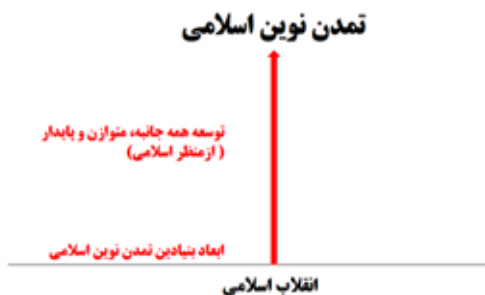 تمدن نوین اسلامی
توسعه همه جانبه، متوازن و پایدار
( ازمنظر اسلامی)
ابعاد بنیادین تمدن نوین اسلامی
انقلاب اسلامی